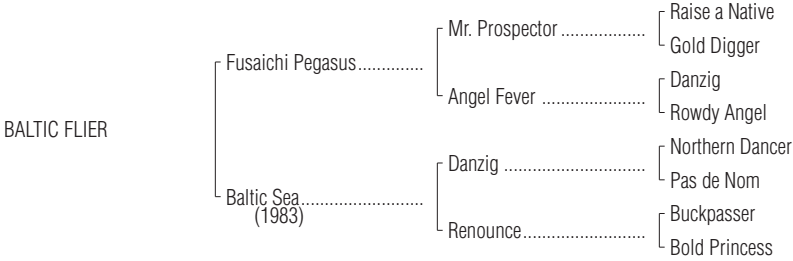 Raise a Native
Mr. Prospector ....................
Gold Digger
Fusaichi Pegasus..............
Danzig
Angel Fever ........................
Rowdy Angel
BALTIC FLIER
Northern Dancer
Danzig .................................
Pas de Nom
Baltic Sea..........................
(1983)
Buckpasser
Renounce.............................
Bold Princess